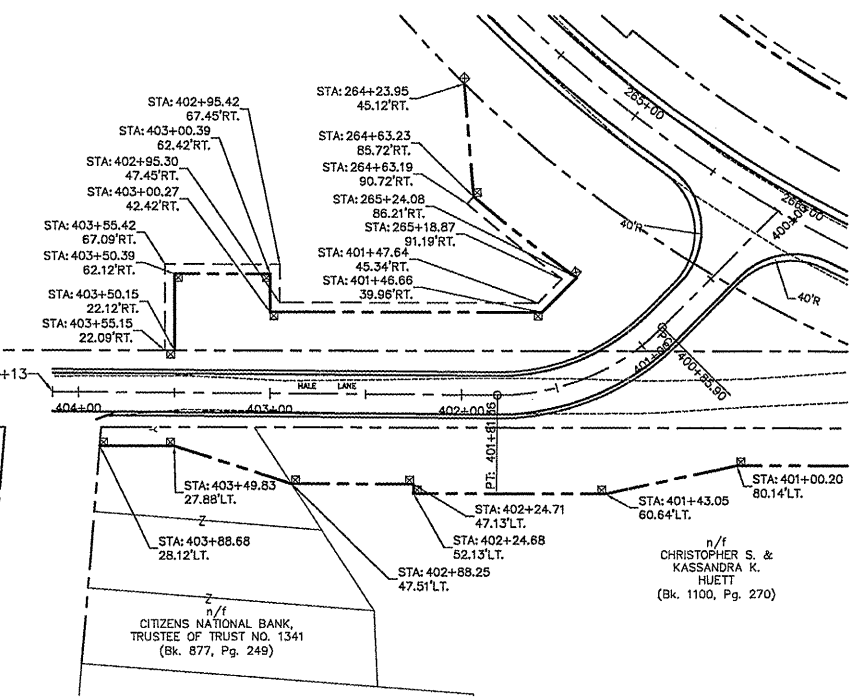 STA: 264+23.95
45.12'RT.
265+00
STA: 402+95.42
67.45'RT.
STA: 403+00.39
62.42'RT.
STA: 402+95.30
47.45'RT.
STA: 403+00.27
42.42'RT.
STA: 264+63.23
85.72'RT.
STA: 264+63.19
90.72'RT.
STA: 265+24.08
86.21'RT.
STA: 265+18.87
91.19'RT.
STA: 401+47.64
45.34'RT.
STA: 401+46.66
39.96'RT.
STA: 403+55.42
67.09'RT.
STA: 403+50.39
62.12'RT.
STA: 403+50.15
22.12'RT.
STA: 403+55.15
22.09'RT.
266+00
40'R
40'R
400+85.90
+13
HALE LANE
404+00
403+00
402+00
PT: 401+81.16
STA: 403+49.83
27.88'LT.
STA: 403+88.68
28.12'LT.
STA: 402+24.71
47.13'LT.
STA: 402+24.68
52.13'LT.
STA: 402+88.25
47.51'LT.
STA: 401+43.05
60.64'LT.
STA: 401+00.20
80.14'LT.
n/f
CHRISTOPHER S. &
KASSANDRA K.
HUETT
(Bk. 1100, Pg. 270)
Z
Z
n/f
CITIZENS NATIONAL BANK,
TRUSTEE OF TRUST NO. 1341
(Bk. 877, Pg. 249)